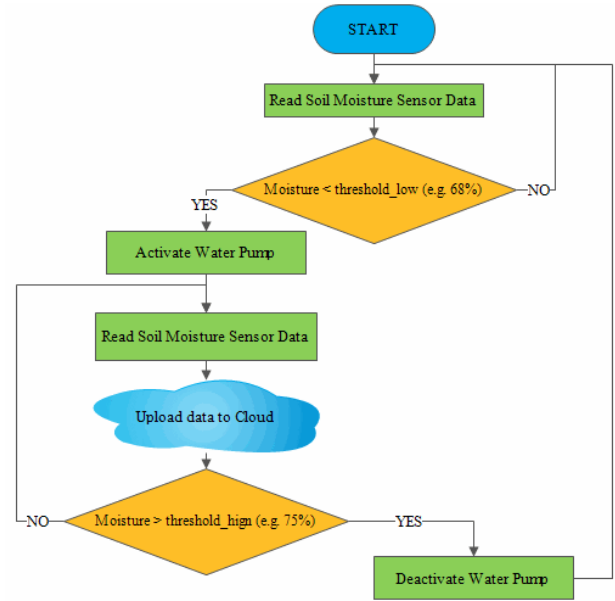 START
Read Soil Moisture Sensor Data
Moisture < threshold_low (e.g. 68%)
NO
YES
Activate Water Pump
Read Soil Moisture Sensor Data
Upload data to Cloud
Moisture > threshold_hign (e.g. 75%)
NO
YES
Deactivate Water Pump